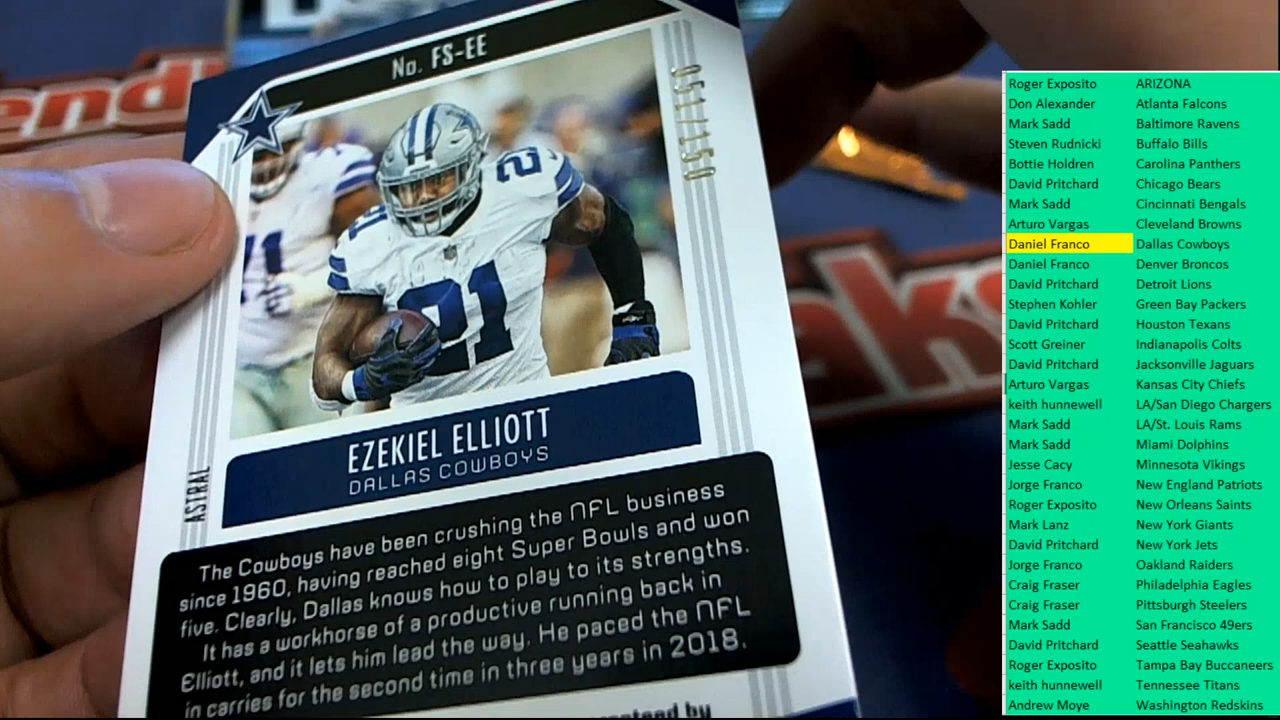 No. FS-EE
051/150
21
21
21
71
EZEKIEL ELLIOTT
DALLAS COWBOYS
ASTRAL
The Cowboys have been crushing the NFL business
since 1960, having reached eight Super Bowls and won
five. Clearly, Dallas knows how to play to its strengths.
It has a workhorse of a productive running back in
Elliott, and it lets him lead the way. He paced the NFL
in carries for the second time in three years in 2018.
by
Roger Exposito ARIZONA
Don Alexander Atlanta Falcons
Mark Sadd Baltimore Ravens
Steven Rudnicki Buffalo Bills
Bottie Holdren Carolina Panthers
David Pritchard Chicago Bears
Mark Sadd Cincinnati Bengals
Arturo Vargas Cleveland Browns
Daniel Franco Dallas Cowboys
Daniel Franco Denver Broncos
David Pritchard Detroit Lions
Stephen Kohler Green Bay Packers
David Pritchard Houston Texans
Scott Greiner Indianapolis Colts
David Pritchard Jacksonville Jaguars
Arturo Vargas Kansas City Chiefs
keith hunnewell LA/San Diego Chargers
Mark Sadd LA/St. Louis Rams
Mark Sadd Miami Dolphins
Jesse Cacy Minnesota Vikings
Jorge Franco New England Patriots
Roger Exposito New Orleans Saints
Mark Lanz New York Giants
David Pritchard New York Jets
Jorge Franco Oakland Raiders
Craig Fraser Philadelphia Eagles
Craig Fraser Pittsburgh Steelers
Mark Sadd San Francisco 49ers
David Pritchard Seattle Seahawks
Roger Exposito Tampa Bay Buccaneers
keith hunnewell Tennessee Titans
Andrew Moye Washington Redskins